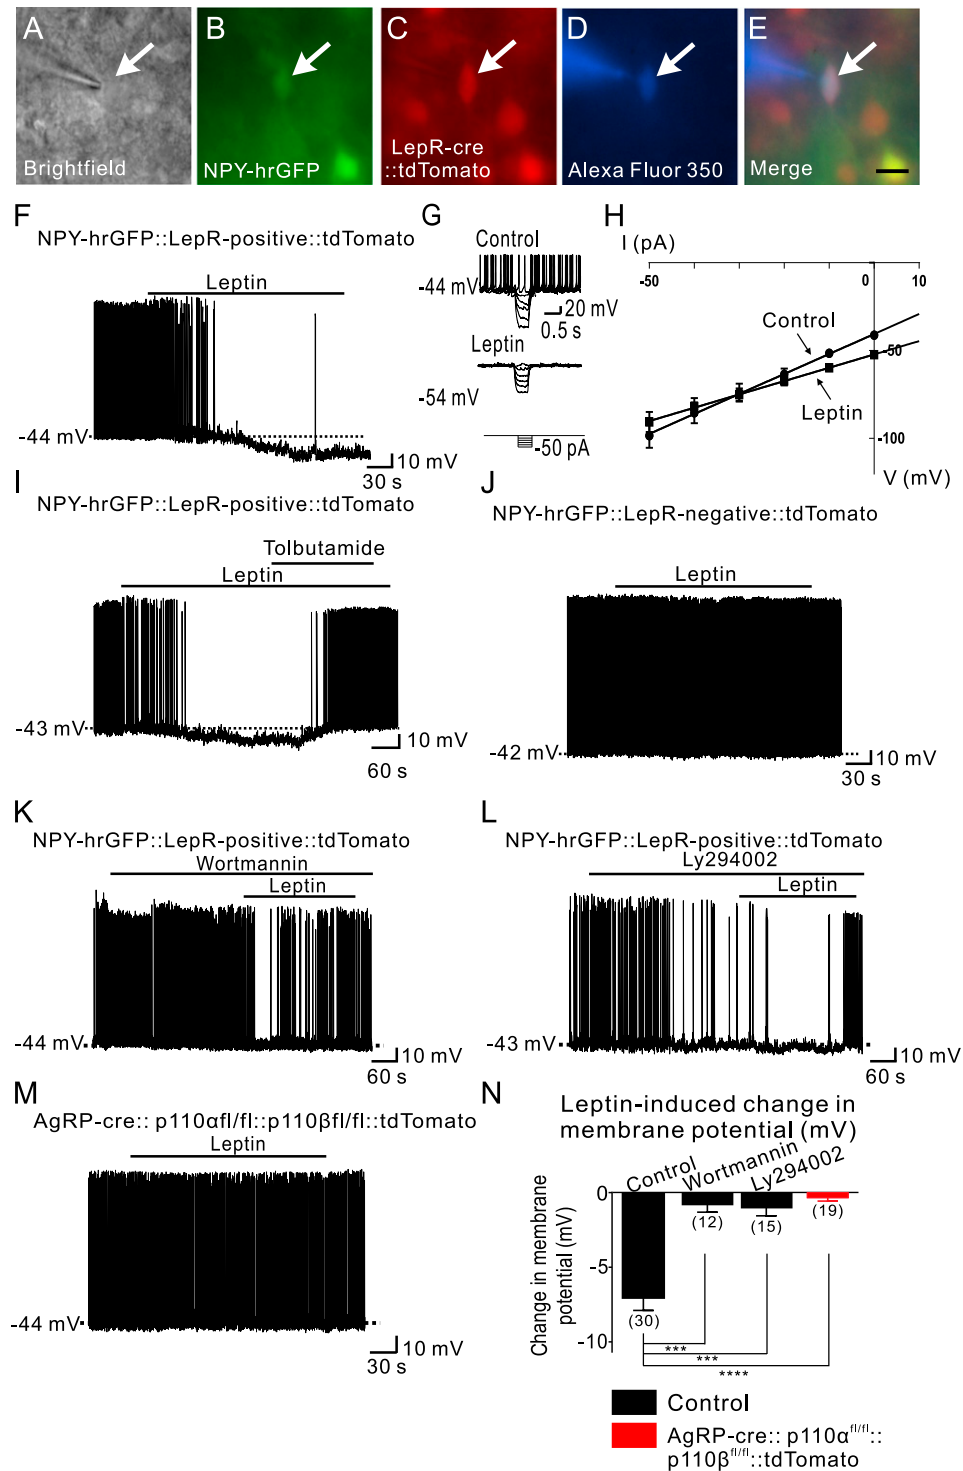 A
B
C
D
E
Brightfield
NPY-hrGFP
LepR-cre
::tdTomato
Alexa Fluor 350
Merge
F
NPY-hrGFP::LepR-positive::tdTomato
Leptin
-44 mV
10 mV
30 s
G
Control
-44 mV
20 mV
0.5 s
Leptin
-54 mV
-50 pA
H
I (pA)
-50
0
10
Control
-50
Leptin
-100
V (mV)
I
NPY-hrGFP::LepR-positive::tdTomato
Tolbutamide
Leptin
-43 mV
10 mV
60 s
J
NPY-hrGFP::LepR-negative::tdTomato
Leptin
-42 mV
10 mV
30 s
K
NPY-hrGFP::LepR-positive::tdTomato
Wortmannin
Leptin
-44 mV
10 mV
60 s
L
NPY-hrGFP::LepR-positive::tdTomato
Ly294002
Leptin
-43 mV
10 mV
60 s
M
AgRP-cre:: p110αfl/fl::p110βfl/fl::tdTomato
Leptin
-44 mV
10 mV
30 s
N
Leptin-induced change in
membrane potential (mV)
Control
Wortmannin
Ly294002
Change in membrane
potential (mV)
0
-5
-10
(30)
(12)
(15)
(19)
***
***
****
Control
AgRP-cre:: p110α^fl/fl::
p110β^fl/fl::tdTomato